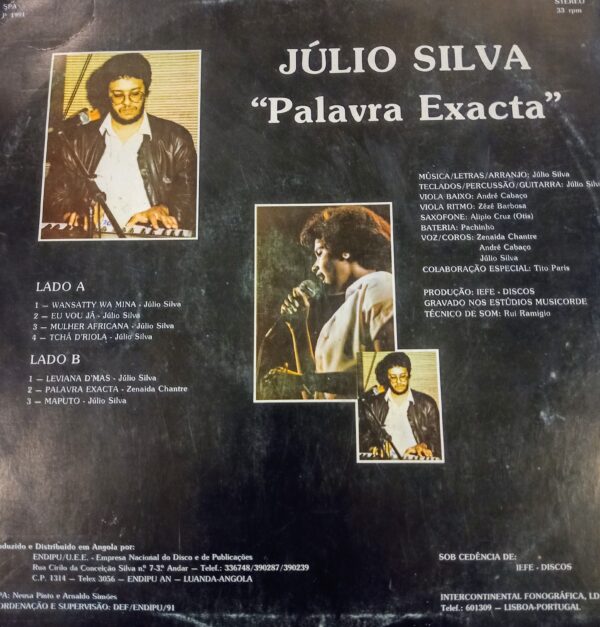 SPA
℗ 1991
STEREO
33 rpm
JÚLIO SILVA
“Palavra Exacta”
MÚSICA/LETRAS/ARRANJO: Júlio Silva
TECLADOS/PERCUSSÃO/GUITARRA: Júlio Silva
VIOLA BAIXO: André Cabaço
VIOLA RITMO: Zézé Barbosa
SAXOFONE: Alípio Cruz (Otis)
BATERIA: Pachinho
VOZ/COROS: Zenaida Chantre
André Cabaço
Júlio Silva
COLABORAÇÃO ESPECIAL: Tito Paris
PRODUÇÃO: IEFE - DISCOS
GRAVADO NOS ESTÚDIOS MUSICORDE
TÉCNICO DE SOM: Rui Ramigio
LADO A
1 — WANSATTY WA MINA - Júlio Silva
2 — EU VOU JÁ - Júlio Silva
3 — MULHER AFRICANA - Júlio Silva
4 — TCHÁ D'RIOLA - Júlio Silva
LADO B
1 — LEVIANA D'MAS - Júlio Silva
2 — PALAVRA EXACTA - Zenaida Chantre
3 — MAPUTO - Júlio Silva
oduzido e Distribuído em Angola por:
ENDIPU/U.E.E. - Empresa Nacional do Disco e de Publicações
Rua Cirilo da Conceição Silva n.º 7-3.º Andar — Telef.: 336748/390287/390239
C.P. 1314 — Telex 3056 — ENDIPU AN — LUANDA-ANGOLA
PA: Neusa Pinto e Arnaldo Simões
ORDENAÇÃO E SUPERVISÃO: DEF/ENDIPU/91
SOB CEDÊNCIA DE:
IEFE - DISCOS
INTERCONTINENTAL FONOGRÁFICA, LD
Telef.: 601309 — LISBOA-PORTUGAL